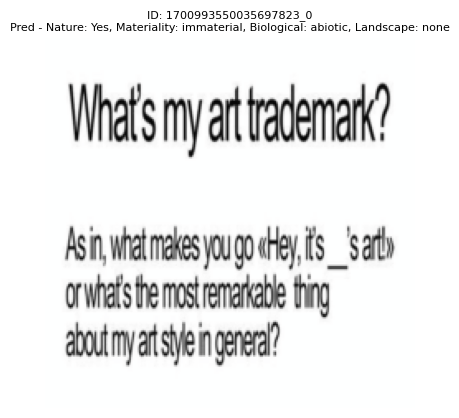 ID: 1700993550035697823_0
Pred - Nature: Yes, Materiality: immaterial, Biological: abiotic, Landscape: none
What's my art trademark?
As in, what makes you go «Hey, it's __'s art!»
or what's the most remarkable thing
about my art style in general?